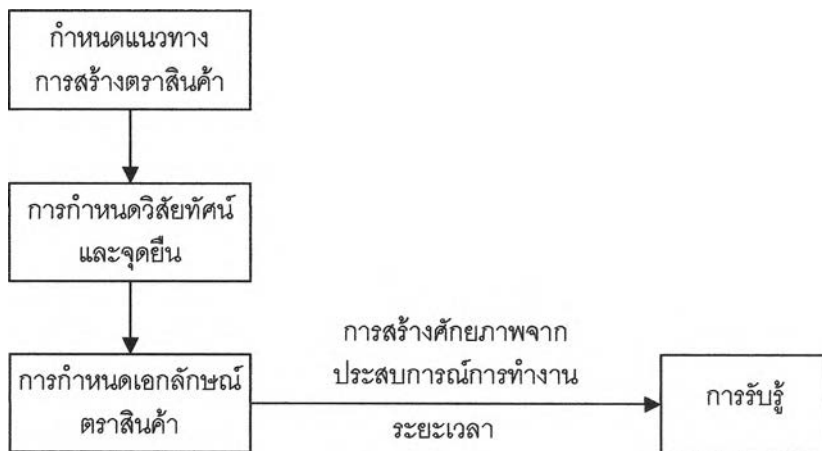 กำหนดแนวทาง
การสร้างตราสินค้า
การกำหนดวิสัยทัศน์
และจุดยืน
การกำหนดเอกลักษณ์
ตราสินค้า
การสร้างศักยภาพจาก
ประสบการณ์การทำงาน
ระยะเวลา
การรับรู้